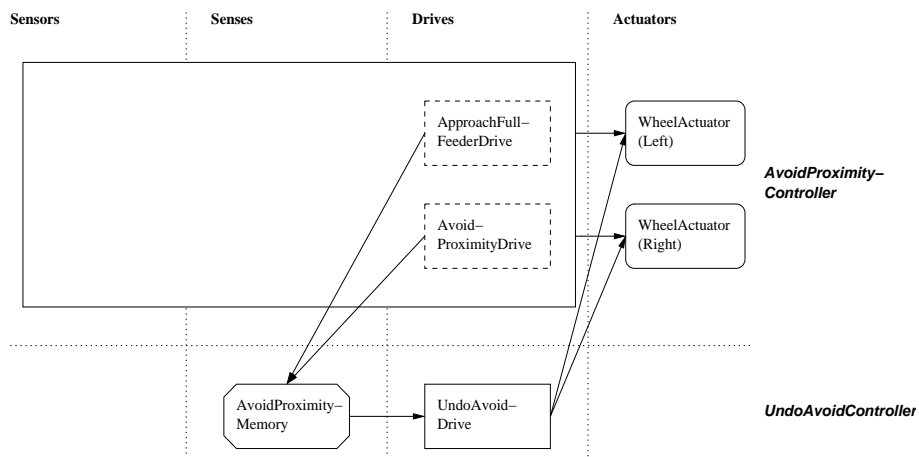 Sensors
Senses
Drives
Actuators
ApproachFull–
FeederDrive
WheelActuator
(Left)
AvoidProximity–
Controller
Avoid–
ProximityDrive
WheelActuator
(Right)
AvoidProximity–
Memory
UndoAvoid–
Drive
UndoAvoidController